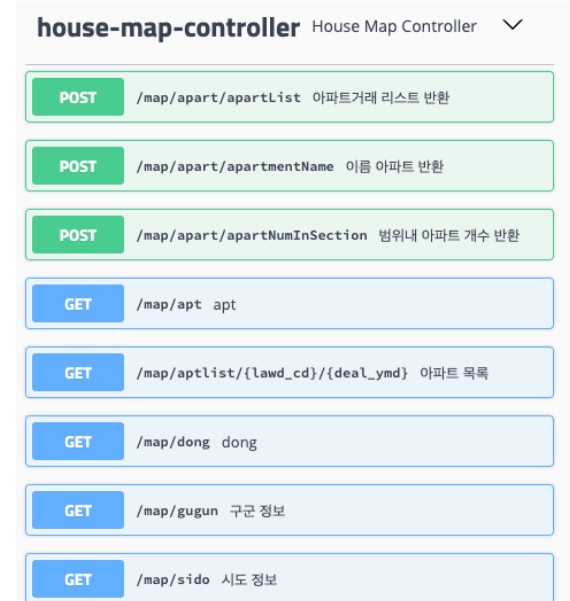 house-map-controller House Map Controller
POST /map/apart/apartList 아파트거래 리스트 반환
POST /map/apart/apartmentName 이름 아파트 반환
POST /map/apart/apartNumInSection 범위내 아파트 개수 반환
GET /map/apt apt
GET /map/aptlist/{lawd_cd}/{deal_ymd} 아파트 목록
GET /map/dong dong
GET /map/gugun 구군 정보
GET /map/sido 시도 정보